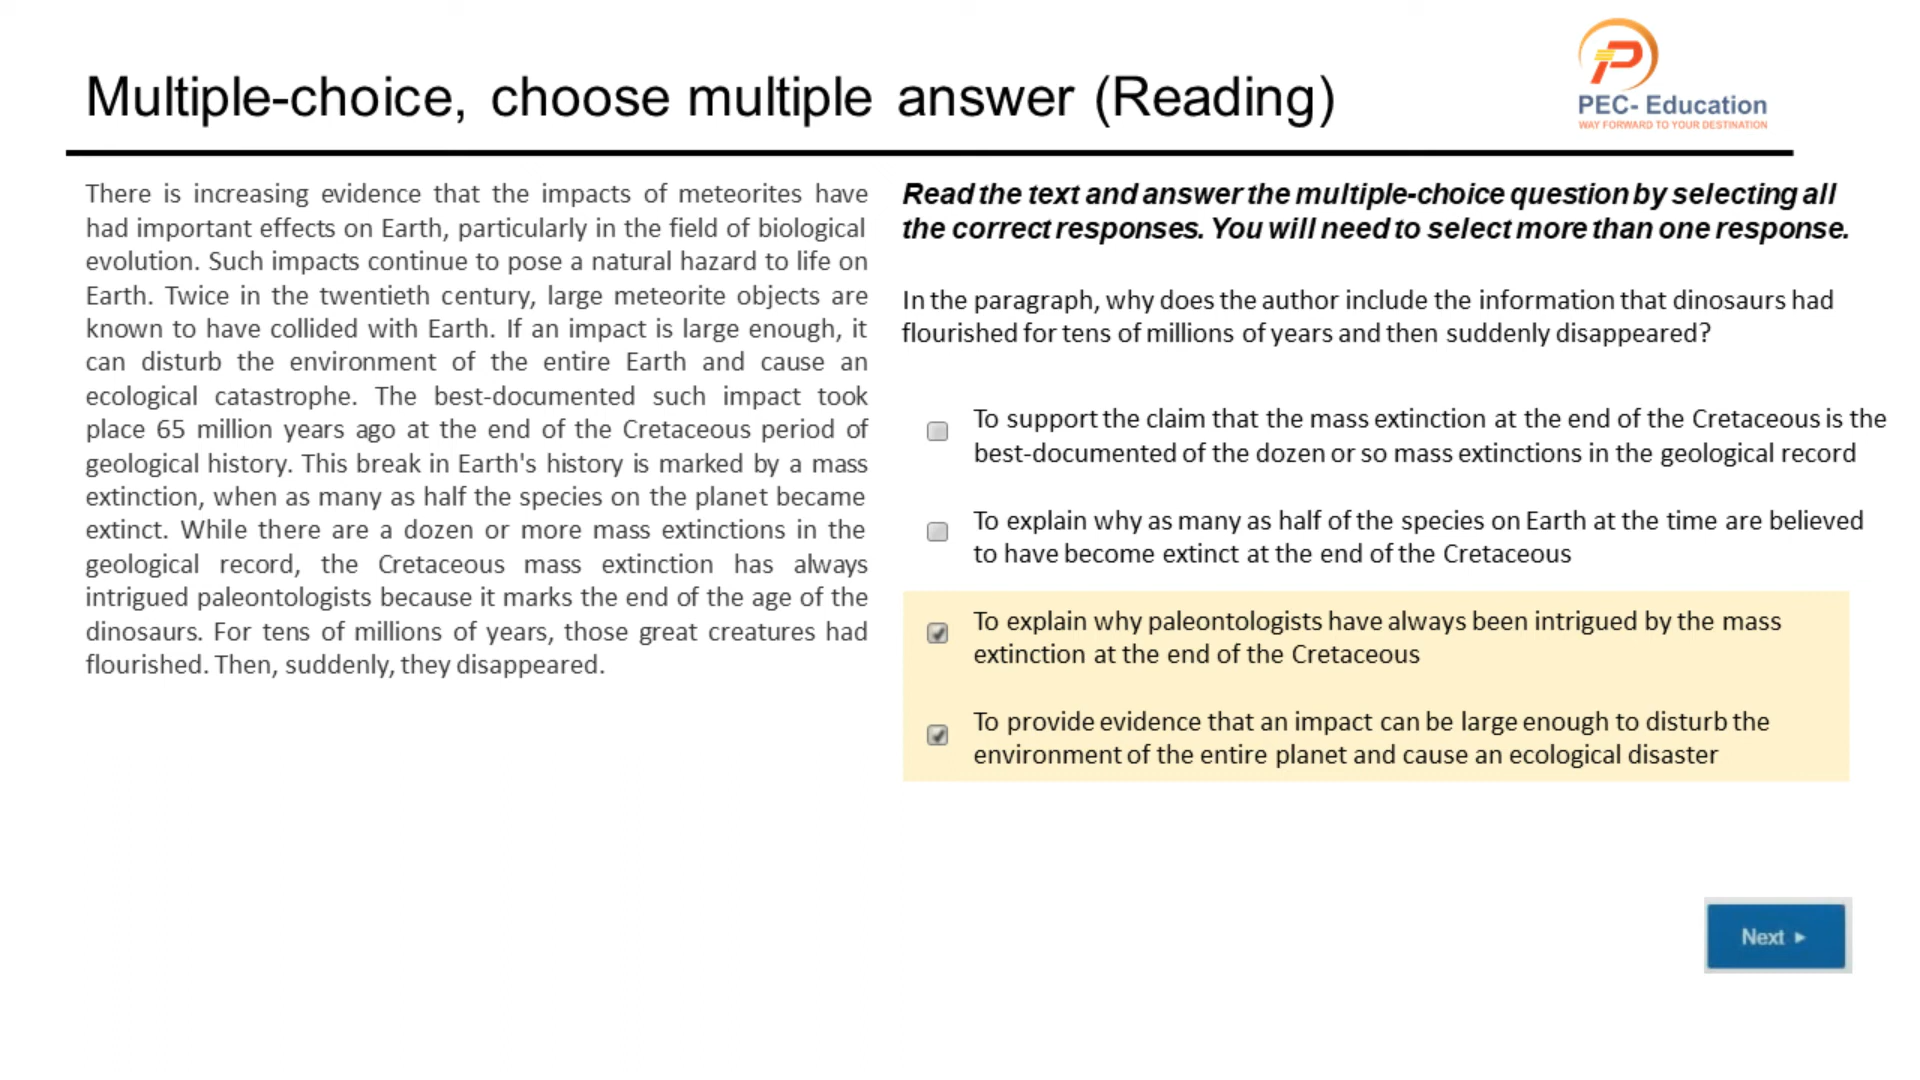 Multiple-choice, choose multiple answer (Reading)
PEC- Education
WAY FORWARD TO YOUR DESTINATION
There is increasing evidence that the impacts of meteorites have
had important effects on Earth, particularly in the field of biological
evolution. Such impacts continue to pose a natural hazard to life on
Earth. Twice in the twentieth century, large meteorite objects are
known to have collided with Earth. If an impact is large enough, it
can disturb the environment of the entire Earth and cause an
ecological catastrophe. The best-documented such impact took
place 65 million years ago at the end of the Cretaceous period of
geological history. This break in Earth's history is marked by a mass
extinction, when as many as half the species on the planet became
extinct. While there are a dozen or more mass extinctions in the
geological record, the Cretaceous mass extinction has always
intrigued paleontologists because it marks the end of the age of the
dinosaurs. For tens of millions of years, those great creatures had
flourished. Then, suddenly, they disappeared.
Read the text and answer the multiple-choice question by selecting all
the correct responses. You will need to select more than one response.
In the paragraph, why does the author include the information that dinosaurs had
flourished for tens of millions of years and then suddenly disappeared?
To support the claim that the mass extinction at the end of the Cretaceous is the
best-documented of the dozen or so mass extinctions in the geological record
To explain why as many as half of the species on Earth at the time are believed
to have become extinct at the end of the Cretaceous
To explain why paleontologists have always been intrigued by the mass
extinction at the end of the Cretaceous
To provide evidence that an impact can be large enough to disturb the
environment of the entire planet and cause an ecological disaster
Next